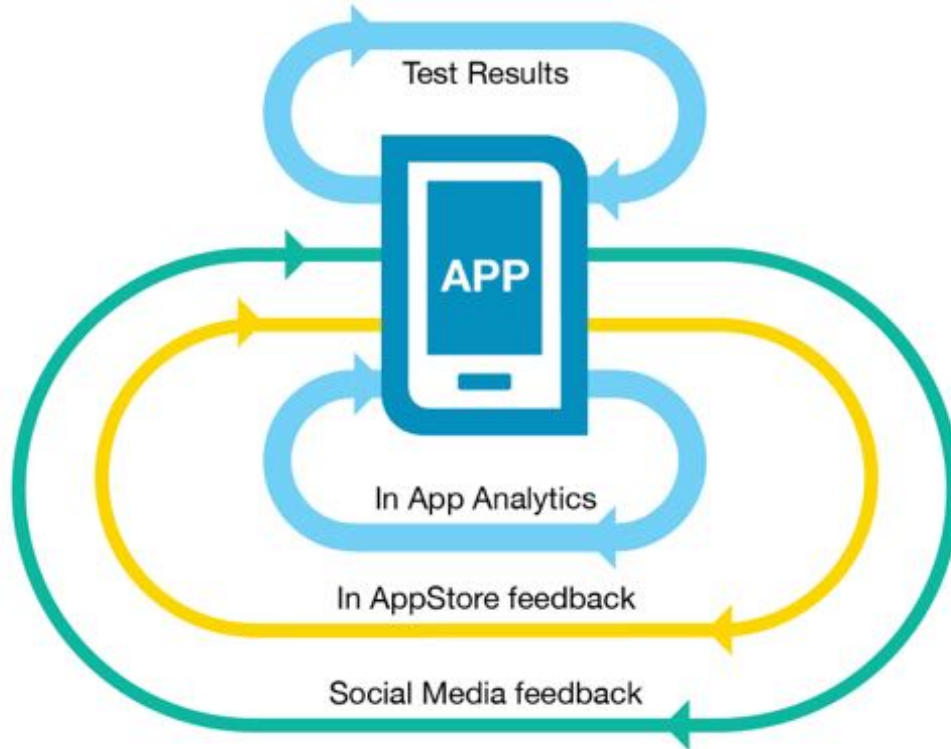 Test Results
APP
In App Analytics
In AppStore feedback
Social Media feedback